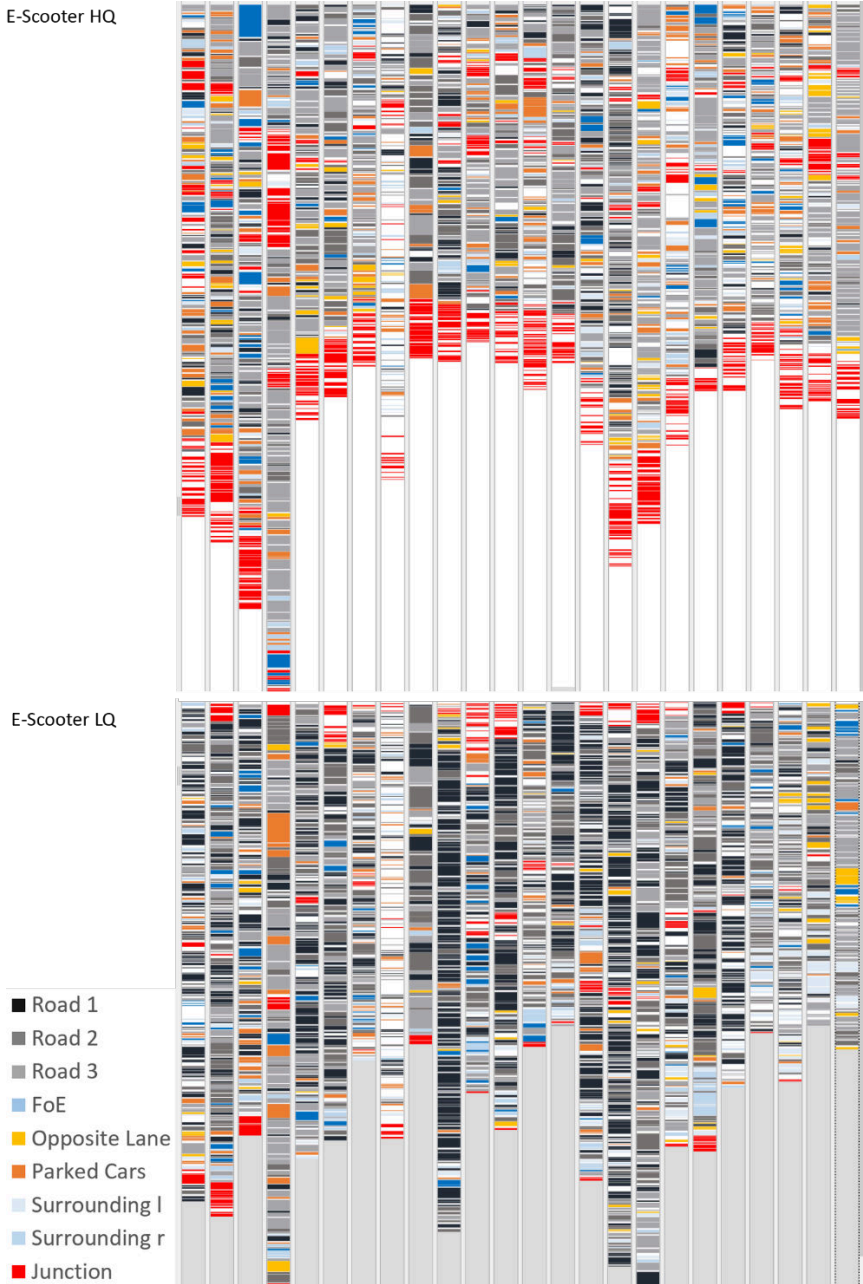 E-Scooter HQ
E-Scooter LQ
Road 1
Road 2
Road 3
FoE
Opposite Lane
Parked Cars
Surrounding l
Surrounding r
Junction